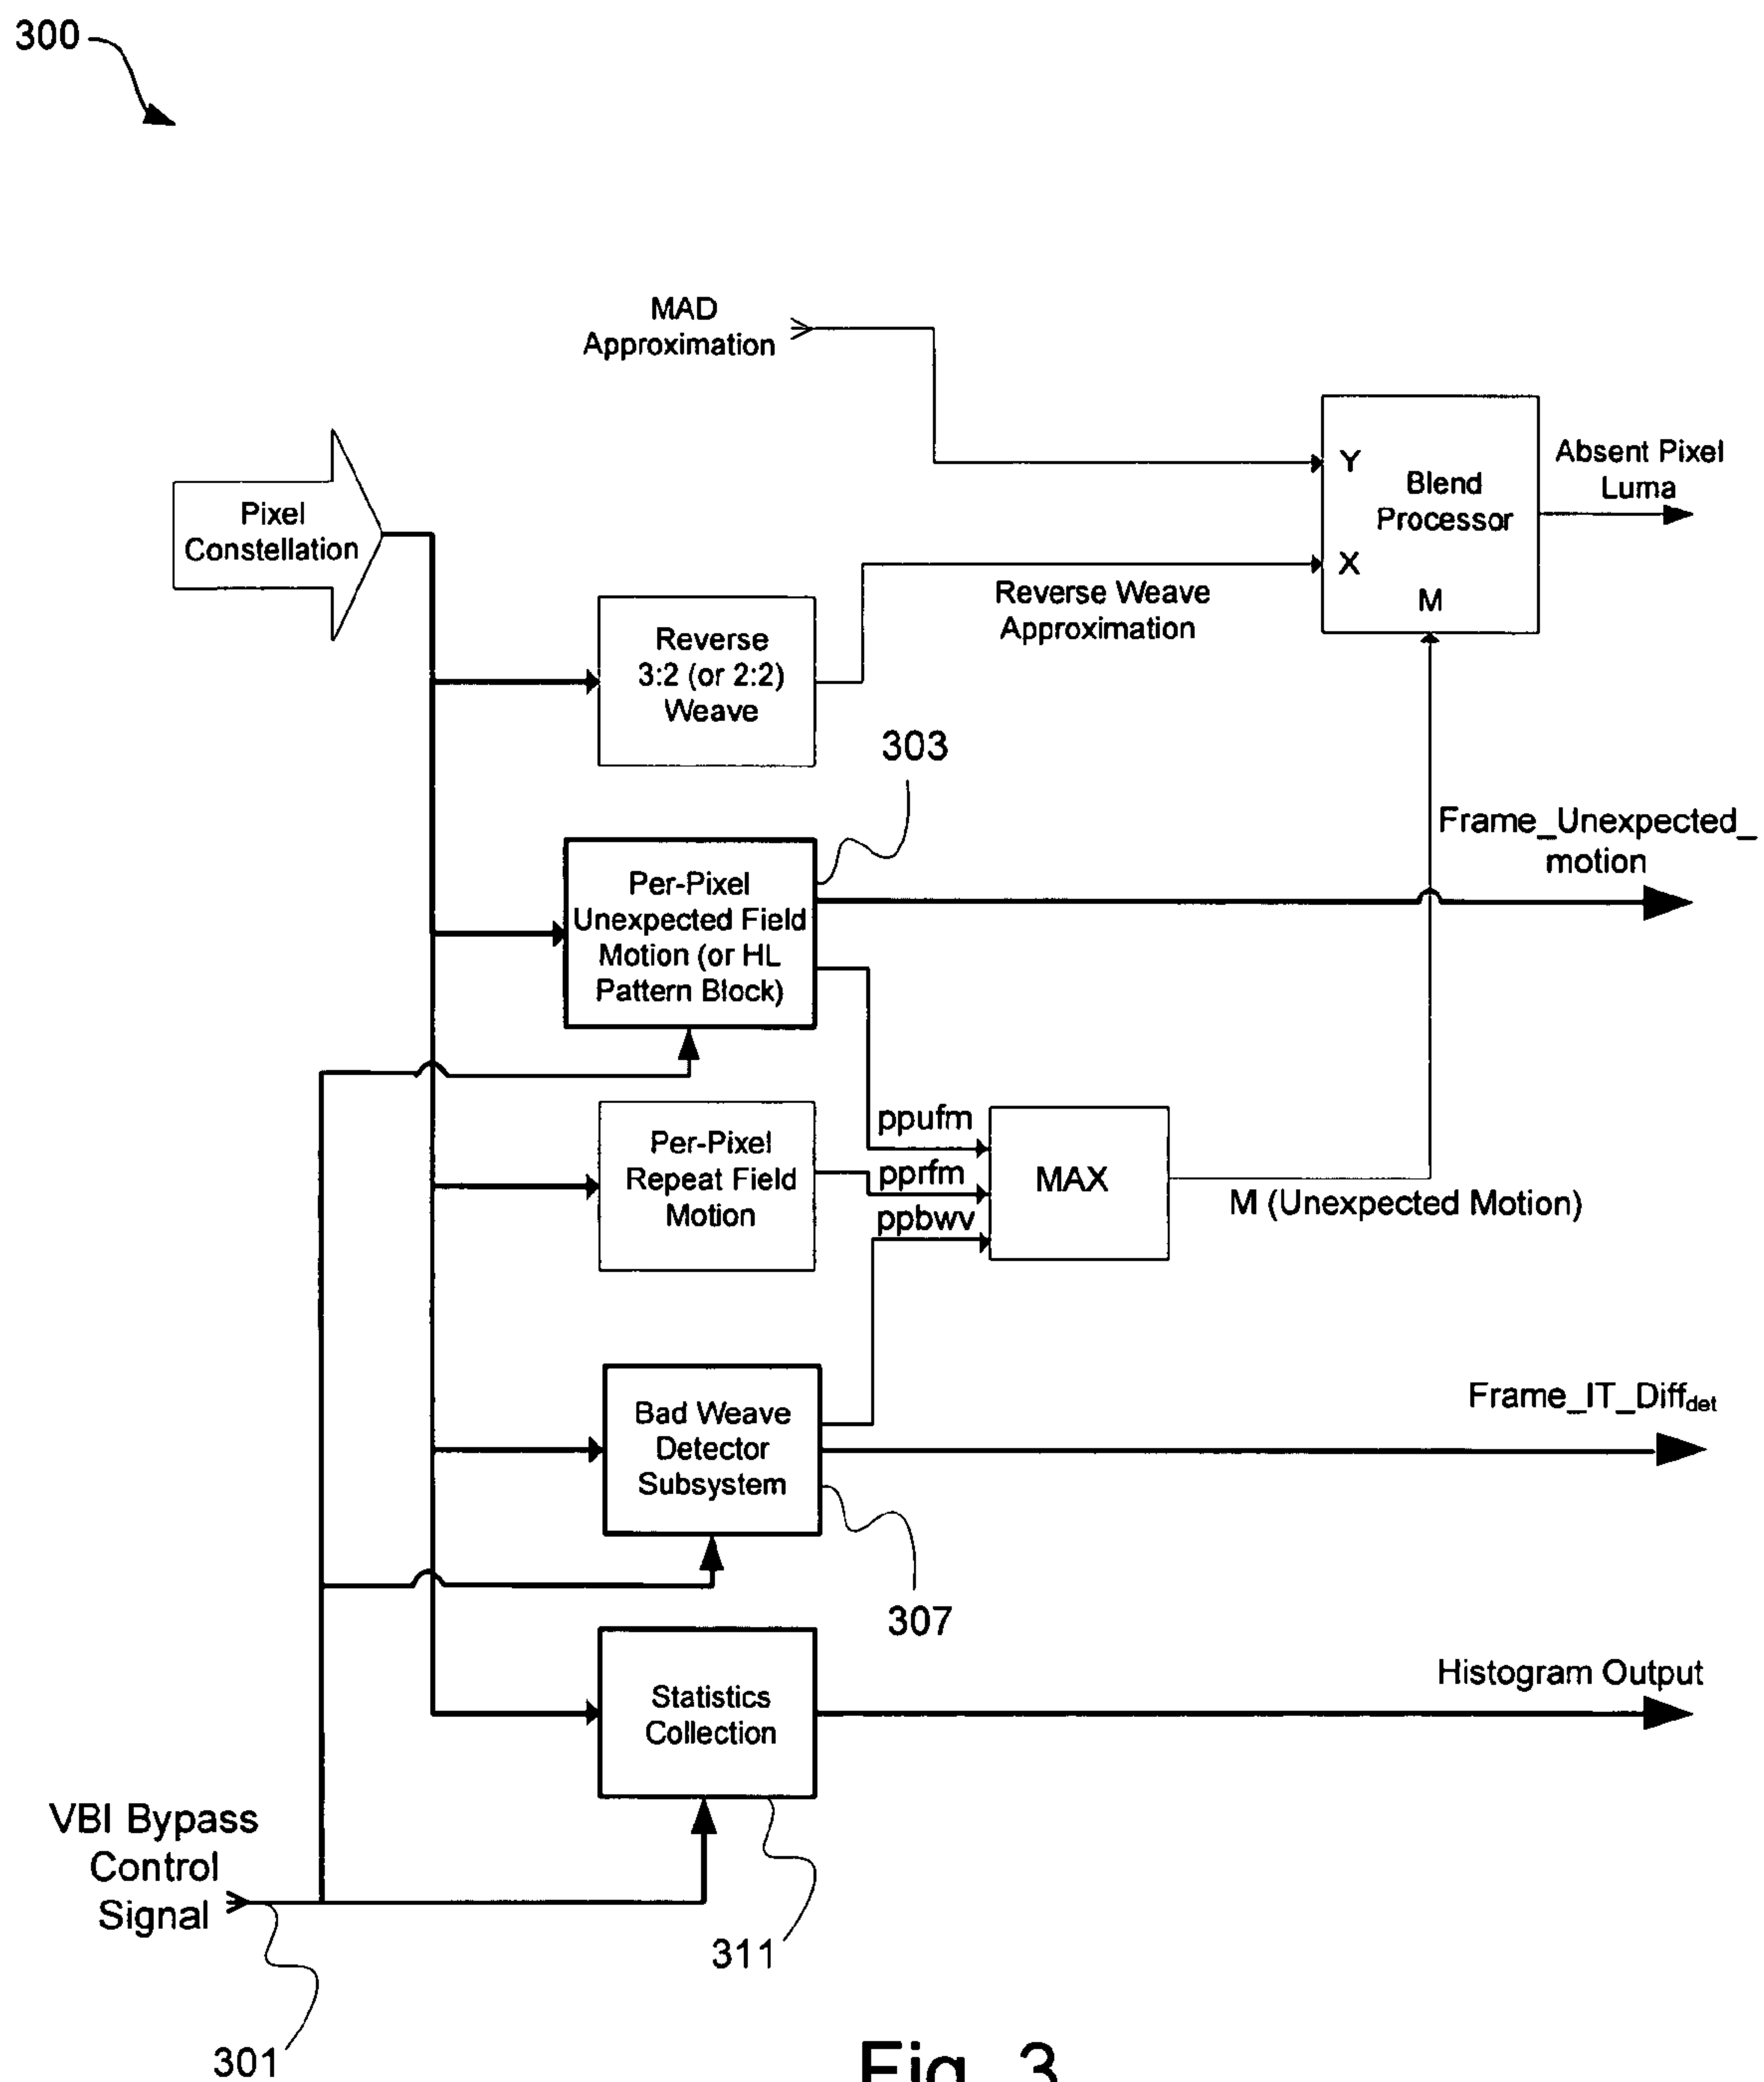 300
MAD
Approximation
Y
Blend
Processor
X
M
Absent Pixel
Luma
Pixel
Constellation
Reverse Weave
Approximation
Reverse
3:2 (or 2:2)
Weave
303
Frame_Unexpected_
motion
Per-Pixel
Unexpected Field
Motion (or HL
Pattern Block)
ppufm
Per-Pixel
Repeat Field
Motion
pprfm
MAX
ppbwv
M (Unexpected Motion)
Frame_IT_Diffdet
Bad Weave
Detector
Subsystem
307
Histogram Output
Statistics
Collection
VBI Bypass
Control
Signal
311
301
Fig. 3